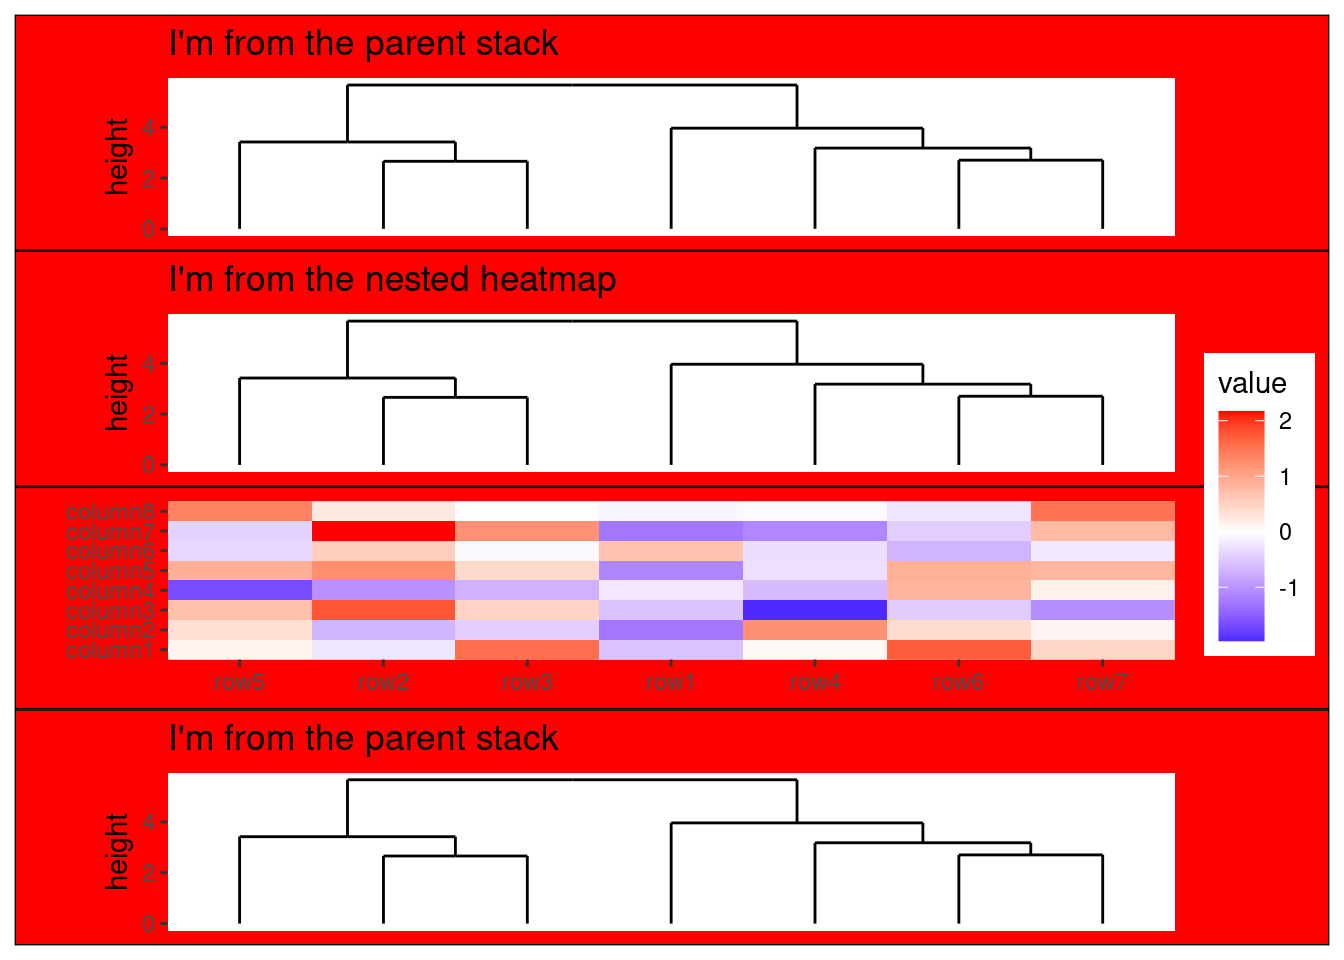 I'm from the parent stack
height
4
2
0
I'm from the nested heatmap
height
4
2
0
value
2
1
0
-1
column8
column7
column6
column5
column4
column3
column2
column1
row5 row2 row3 row1 row4 row6 row7
I'm from the parent stack
height
4
2
0